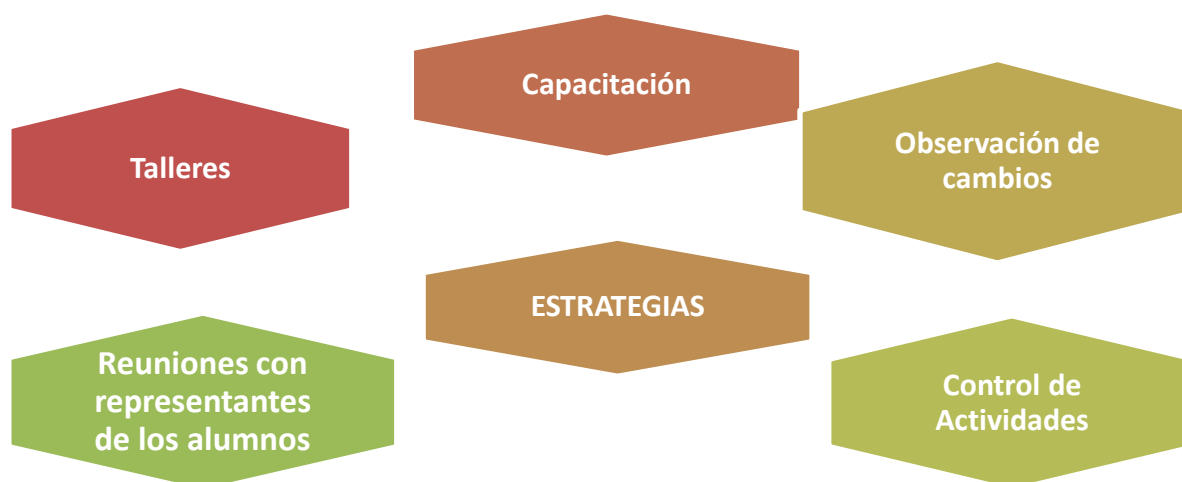 Capacitación
Talleres
Observación de
cambios
ESTRATEGIAS
Reuniones con
representantes
de los alumnos
Control de
Actividades